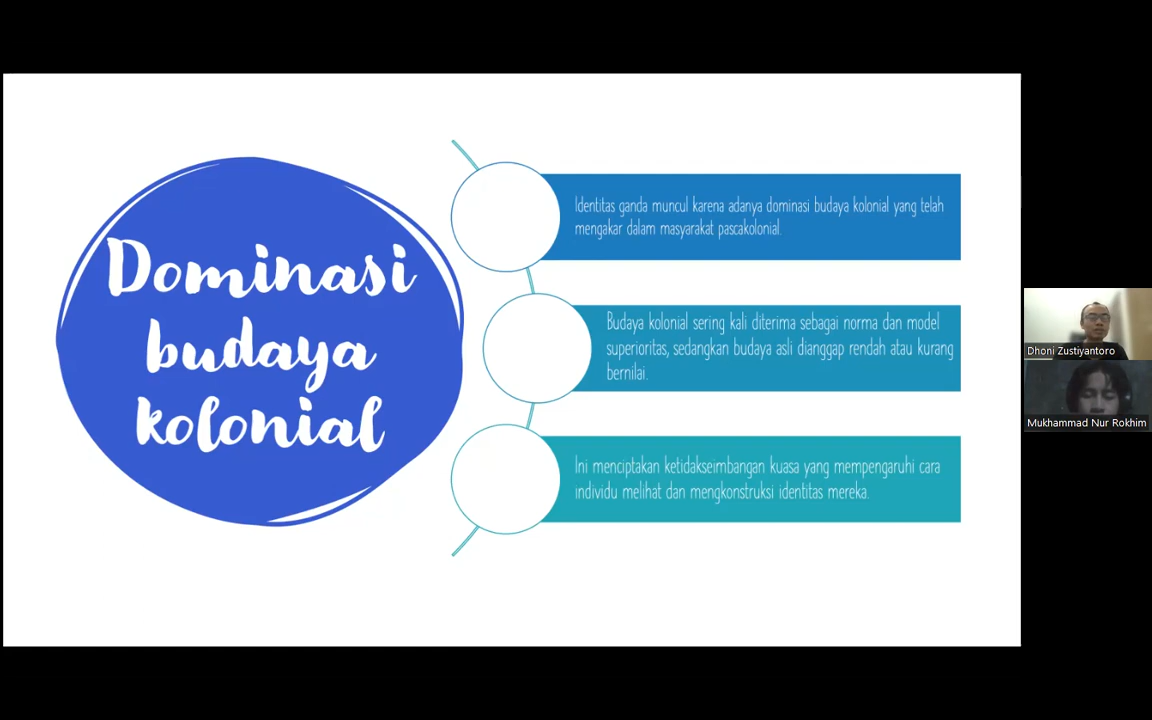 Dominasi
budaya
kolonial
Identitas ganda muncul karena adanya dominasi budaya kolonial yang telah
mengakar dalam masyarakat pascakolonial.
Budaya kolonial sering kali diterima sebagai norma dan model
superioritas, sedangkan budaya asli dianggap rendah atau kurang
bernilai.
Ini menciptakan ketidakseimbangan kuasa yang mempengaruhi cara
individu melihat dan mengkonstruksi identitas mereka.
Dhoni Zustiyantoro
Mukhammad Nur Rokhim